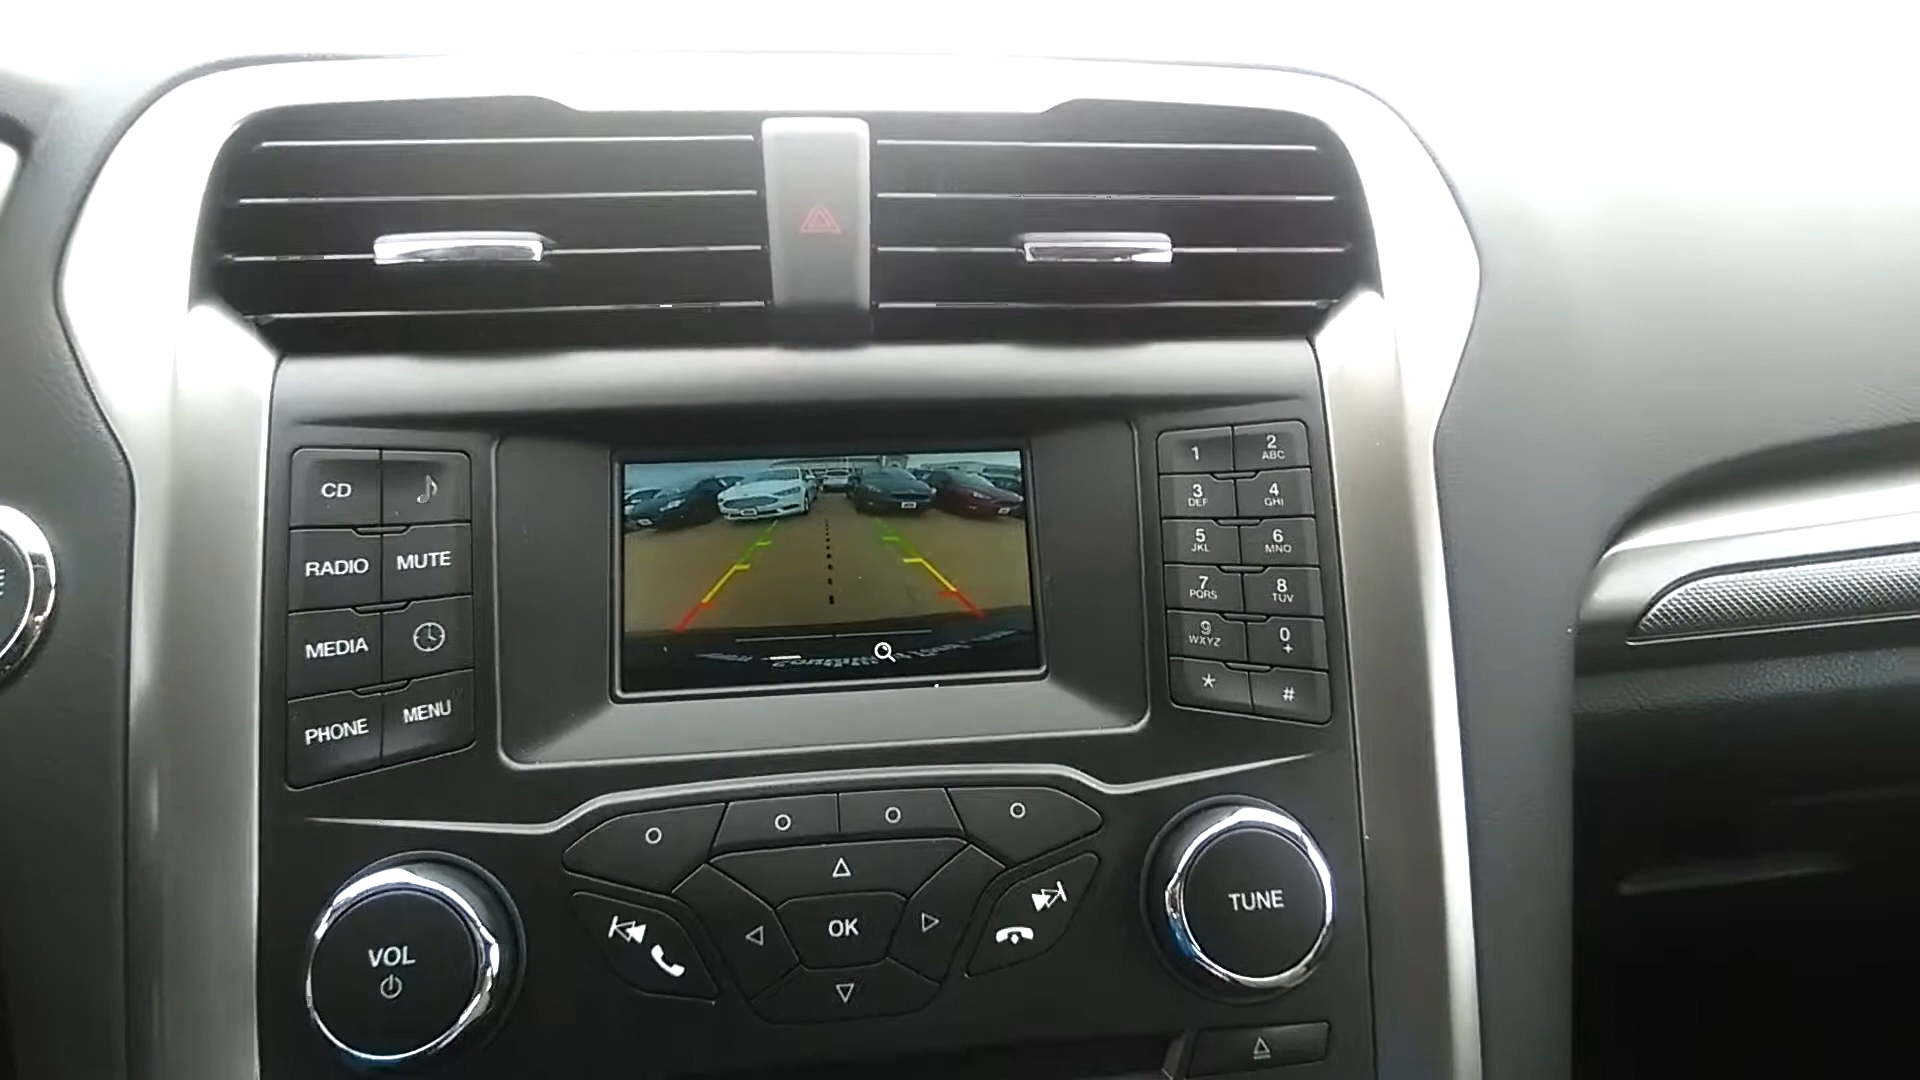 CD
RADIO
MUTE
MEDIA
PHONE
MENU
1
2
ABC
3
DEF
4
GHI
5
JKL
6
MNO
7
PQRS
8
TUV
9
WXYZ
0
+
*
#
OK
VOL
TUNE